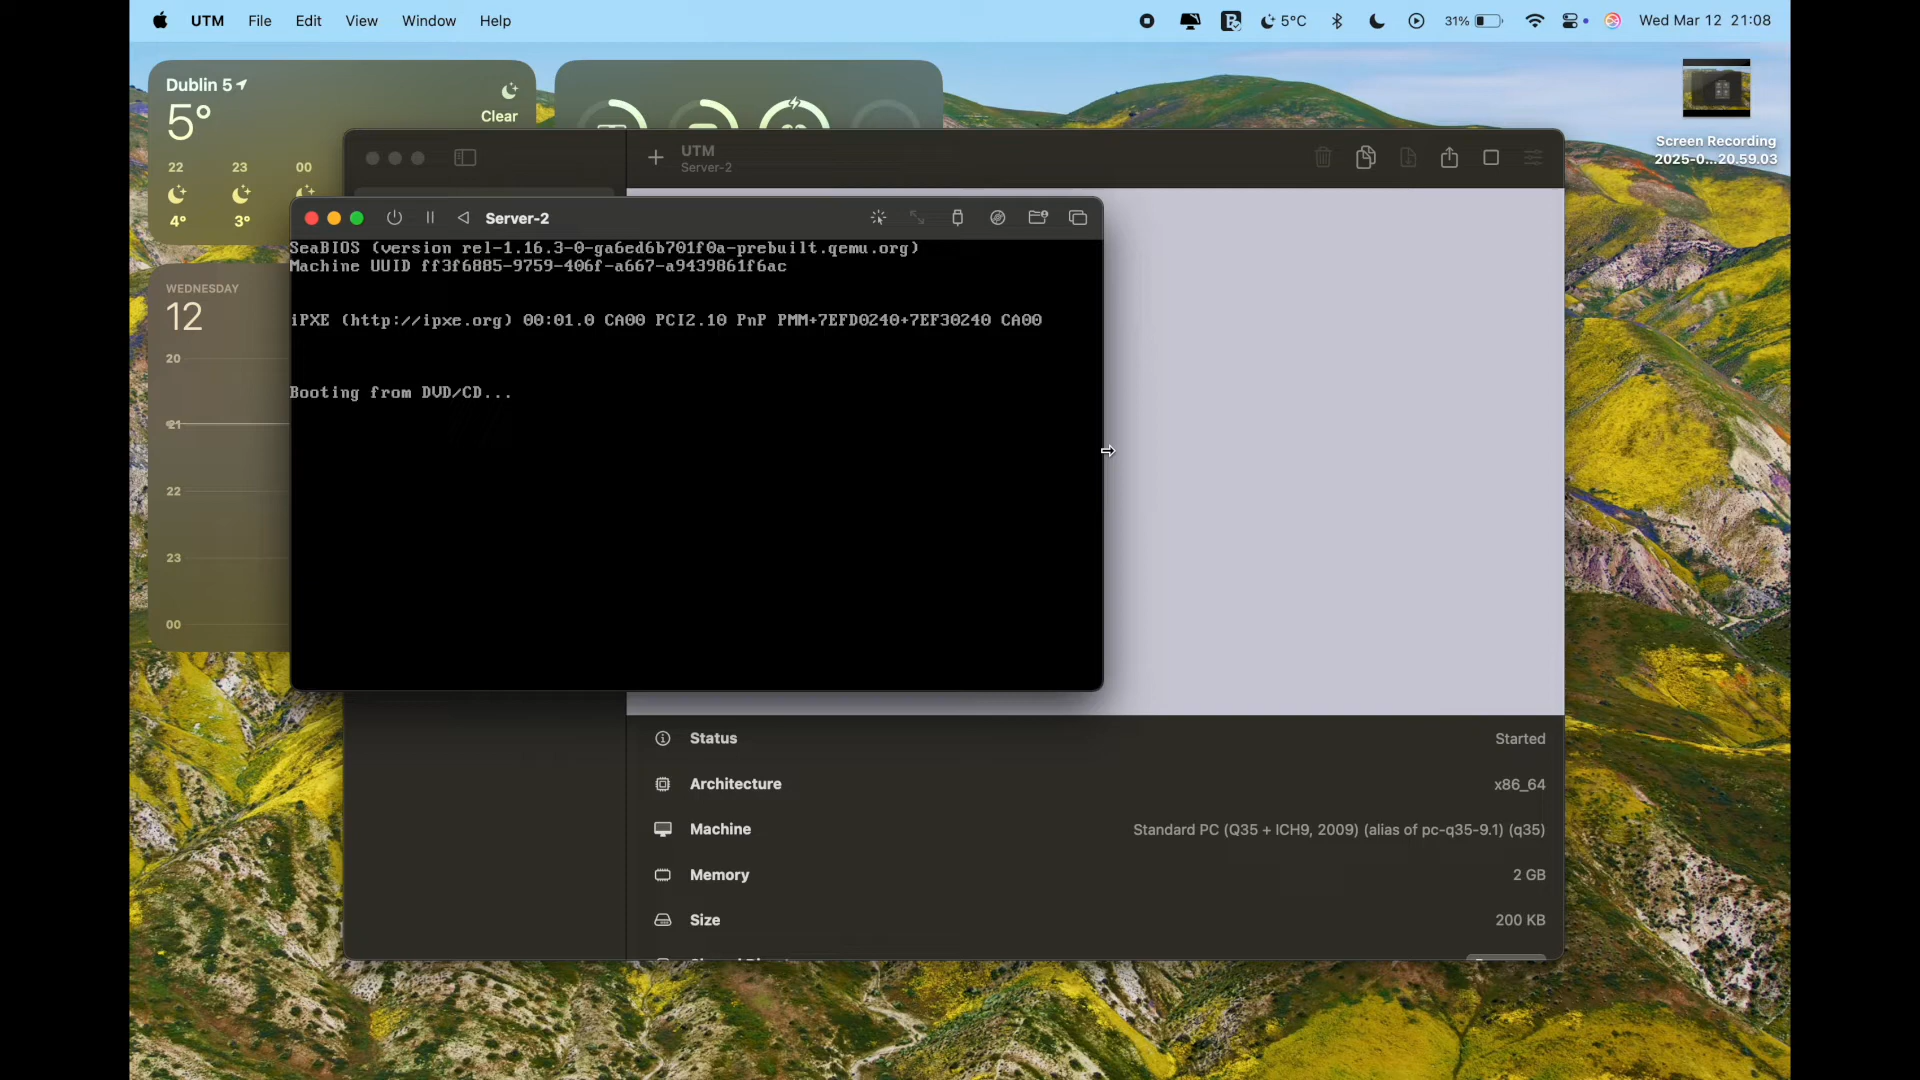 UTM File Edit View Window Help
5°C
31%
Wed Mar 12 21:08
Dublin 5
5°
Clear
22 23 00
4° 3°
Screen Recording
2025-0...20.59.03
UTM
Server-2
Server-2
SeaBIOS (version rel-1.16.3-0-ga6ed6b701f0a-prebuilt.qemu.org)
Machine UUID ff3f6885-9759-406f-a667-a9439861f6ac
iPXE (http://ipxe.org) 00:01.0 CA00 PCI2.10 PnP PMM+7EFD0240+7EF30240 CA00
Booting from DVD/CD...
WEDNESDAY
12
20
21
22
23
00
Status Started
Architecture x86_64
Machine Standard PC (Q35 + ICH9, 2009) (alias of pc-q35-9.1) (q35)
Memory 2 GB
Size 200 KB